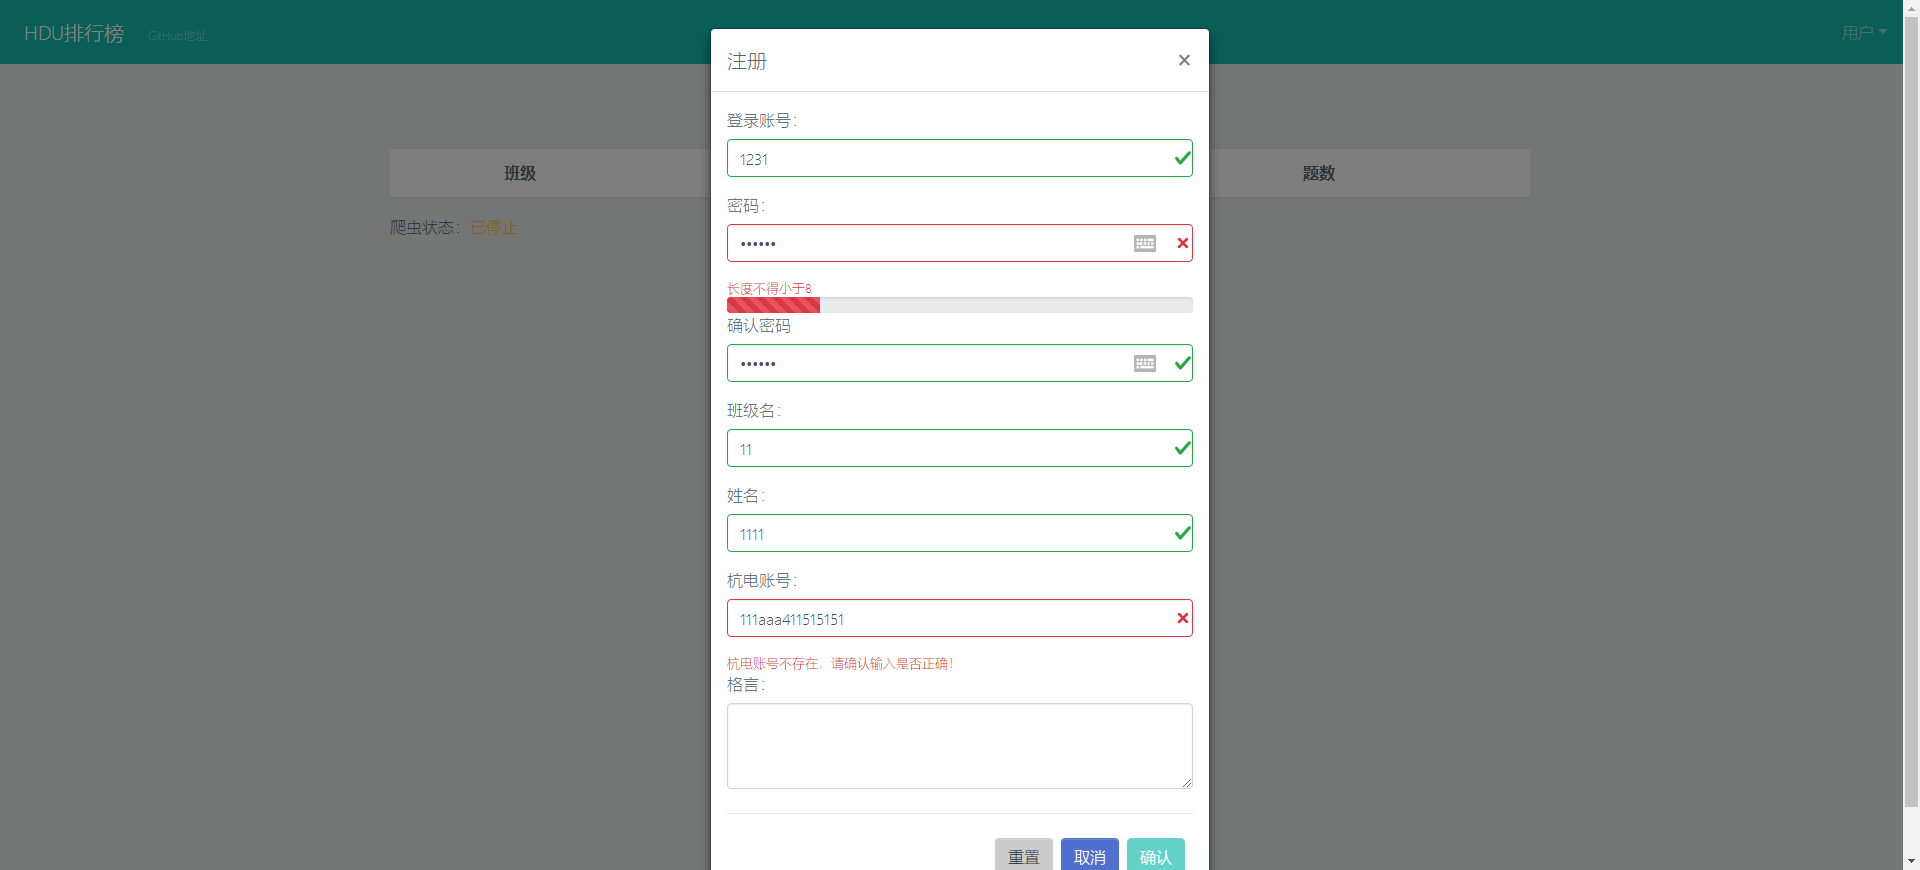 HDU排行榜 GitHub地址 用户
注册 ×
登录账号：
1231
班级 题数
密码：
••••••
爬虫状态：已停止
长度不得小于8
确认密码
••••••
班级名：
11
姓名：
1111
杭电账号：
111aaa411515151
杭电账号不存在，请确认输入是否正确！
格言：
重置 取消 确认